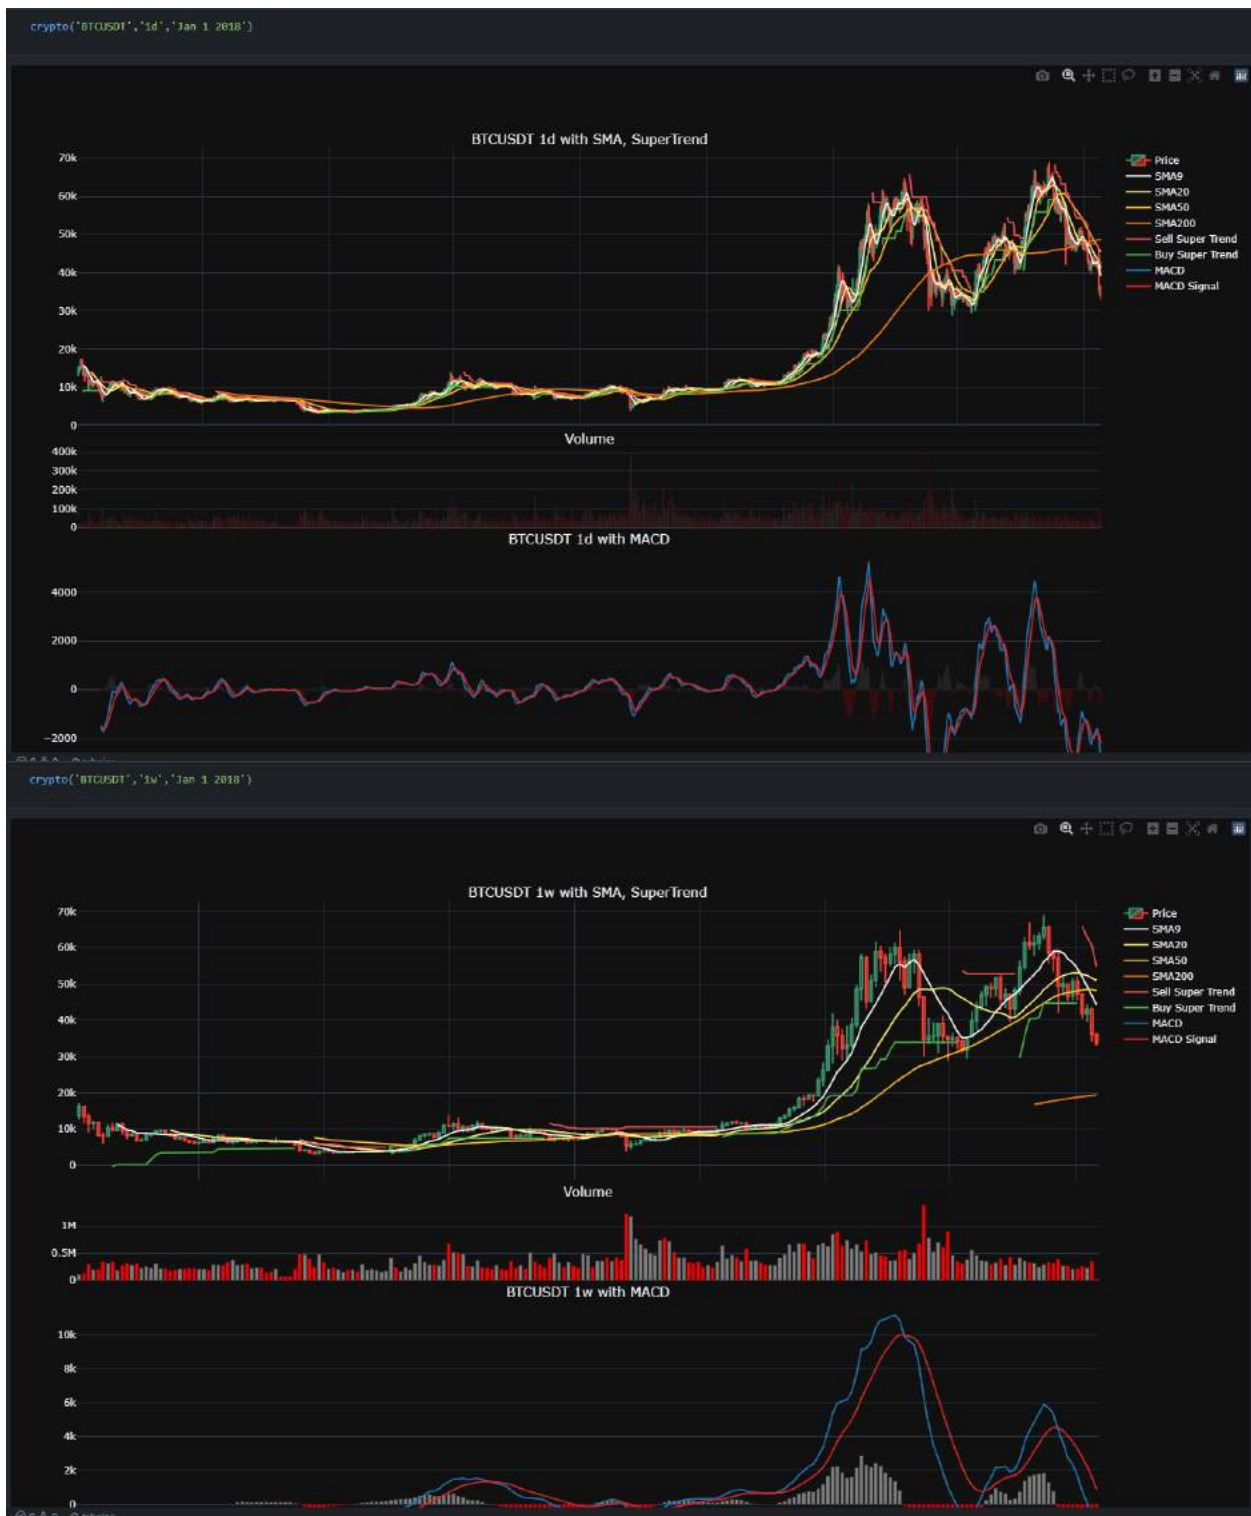 crypto('BTCUSDT','1d','Jan 1 2018')
BTCUSDT 1d with SMA, SuperTrend
70k
60k
50k
40k
30k
20k
10k
0
Price
SMA9
SMA20
SMA50
SMA200
Sell Super Trend
Buy Super Trend
MACD
MACD Signal
Volume
400k
300k
200k
100k
0
BTCUSDT 1d with MACD
4000
2000
0
−2000
crypto('BTCUSDT','1w','Jan 1 2018')
BTCUSDT 1w with SMA, SuperTrend
70k
60k
50k
40k
30k
20k
10k
0
Price
SMA9
SMA20
SMA50
SMA200
Sell Super Trend
Buy Super Trend
MACD
MACD Signal
Volume
1M
0.5M
0
BTCUSDT 1w with MACD
10k
8k
6k
4k
2k
0